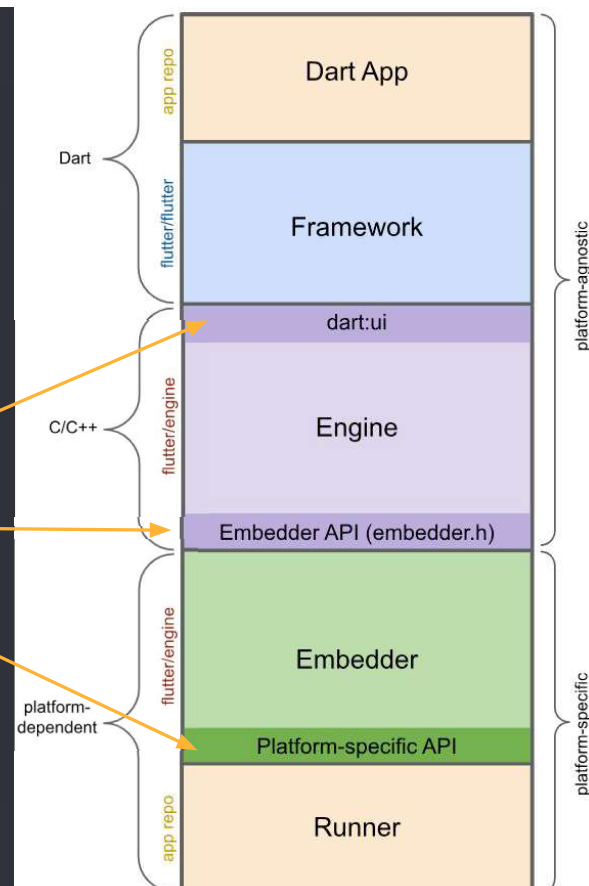 app repo
Dart App
Dart
flutter/flutter
Framework
platform-agnostic
dart:ui
C/C++
flutter/engine
Engine
Embedder API (embedder.h)
flutter/engine
Embedder
platform-
dependent
Platform-specific API
platform-specific
app repo
Runner